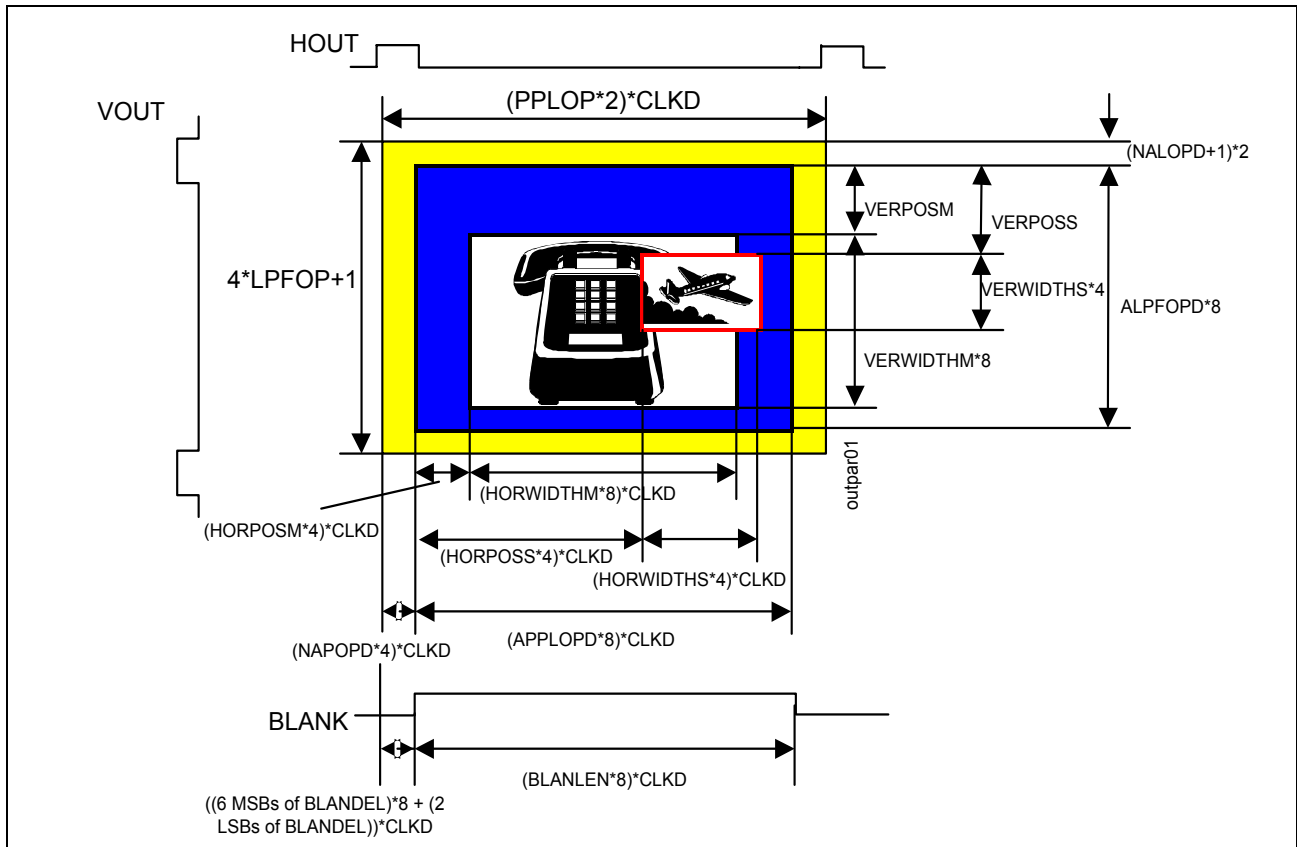 HOUT
(PPLOP*2)*CLKD
VOUT
(NALOPD+1)*2
VERPOSM
VERPOSS
4*LPFOP+1
VERWIDTHS*4
ALPFOPD*8
VERWIDTHM*8
outpar01
(HORWIDTHM*8)*CLKD
(HORPOSM*4)*CLKD
(HORPOSS*4)*CLKD
(HORWIDTHS*4)*CLKD
(NAPOPD*4)*CLKD
(APPLOPD*8)*CLKD
BLANK
(BLANLEN*8)*CLKD
((6 MSBs of BLANDEL)*8 + (2
LSBs of BLANDEL))*CLKD